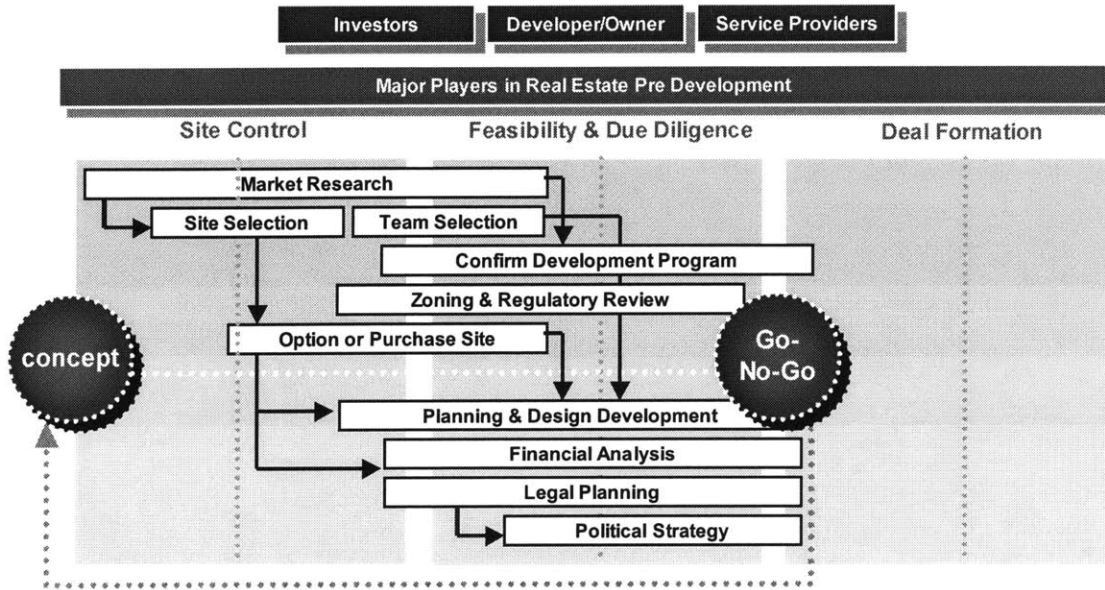 Investors
Developer/Owner
Service Providers
Major Players in Real Estate Pre Development
Site Control
Feasibility & Due Diligence
Deal Formation
Market Research
Site Selection
Team Selection
Confirm Development Program
Zoning & Regulatory Review
Option or Purchase Site
concept
Go-
No-Go
Planning & Design Development
Financial Analysis
Legal Planning
Political Strategy